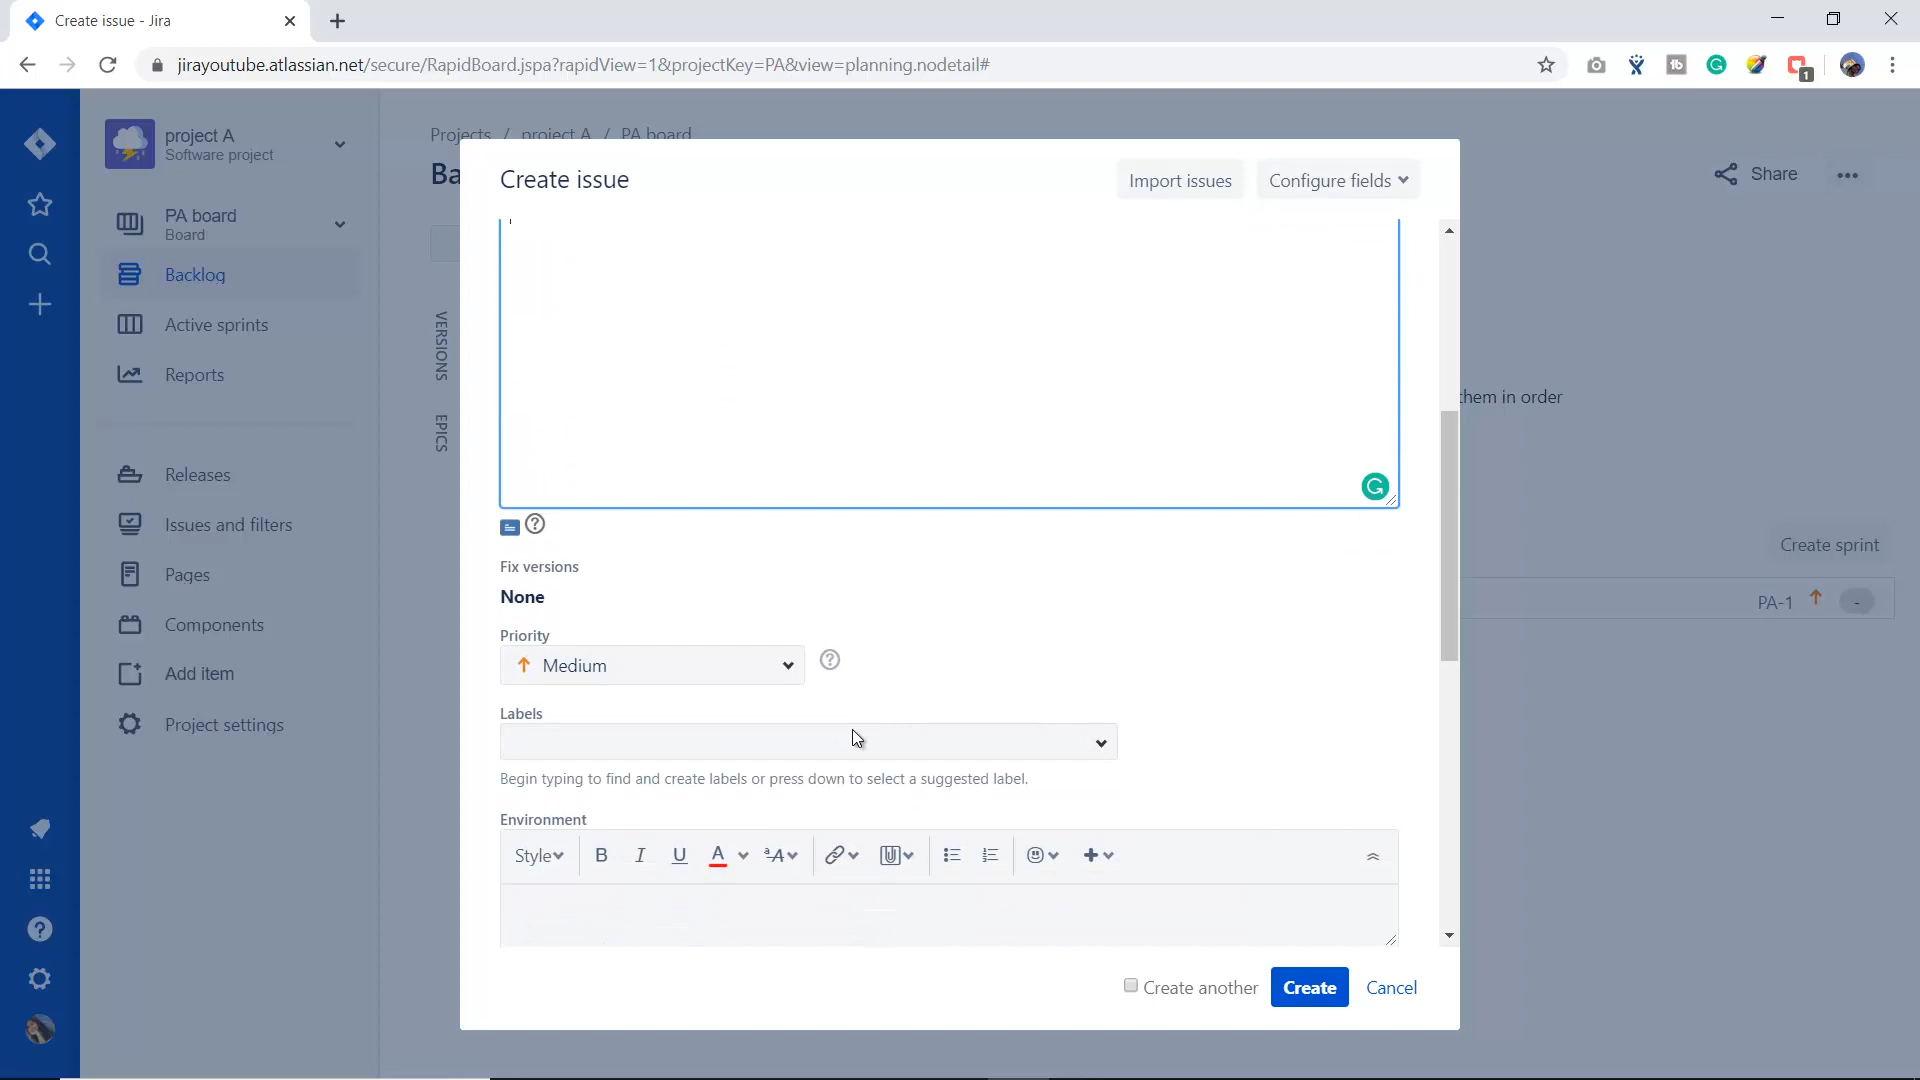 Create issue - Jira
jirayoutube.atlassian.net/secure/RapidBoard.jspa?rapidView=1&projectKey=PA&view=planning.nodetail#
1
project A
Software project
PA board
Board
Backlog
Active sprints
Reports
Releases
Issues and filters
Pages
Components
Add item
Project settings
Projects / project A / PA board
Ba
Share
VERSIONS
EPICS
them in order
Create sprint
PA-1
-
Create issue
Import issues
Configure fields
Fix versions
None
Priority
Medium
Labels
Begin typing to find and create labels or press down to select a suggested label.
Environment
Style B I U A ªA
Create another
Create
Cancel